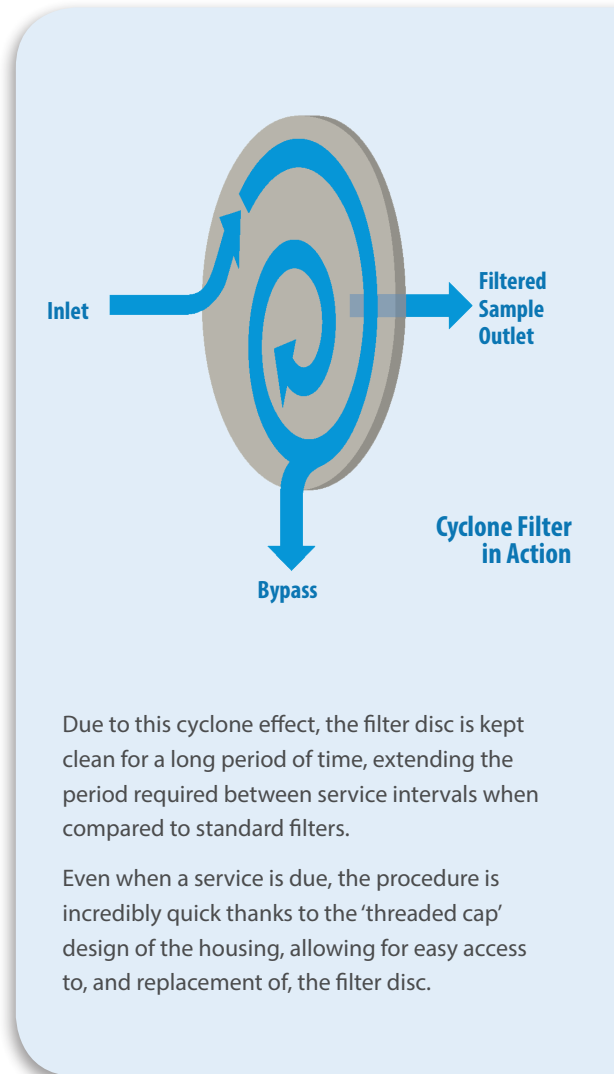 Inlet
Filtered
Sample
Outlet
Cyclone Filter
in Action
Bypass
Due to this cyclone effect, the filter disc is kept
clean for a long period of time, extending the
period required between service intervals when
compared to standard filters.
Even when a service is due, the procedure is
incredibly quick thanks to the ‘threaded cap’
design of the housing, allowing for easy access
to, and replacement of, the filter disc.